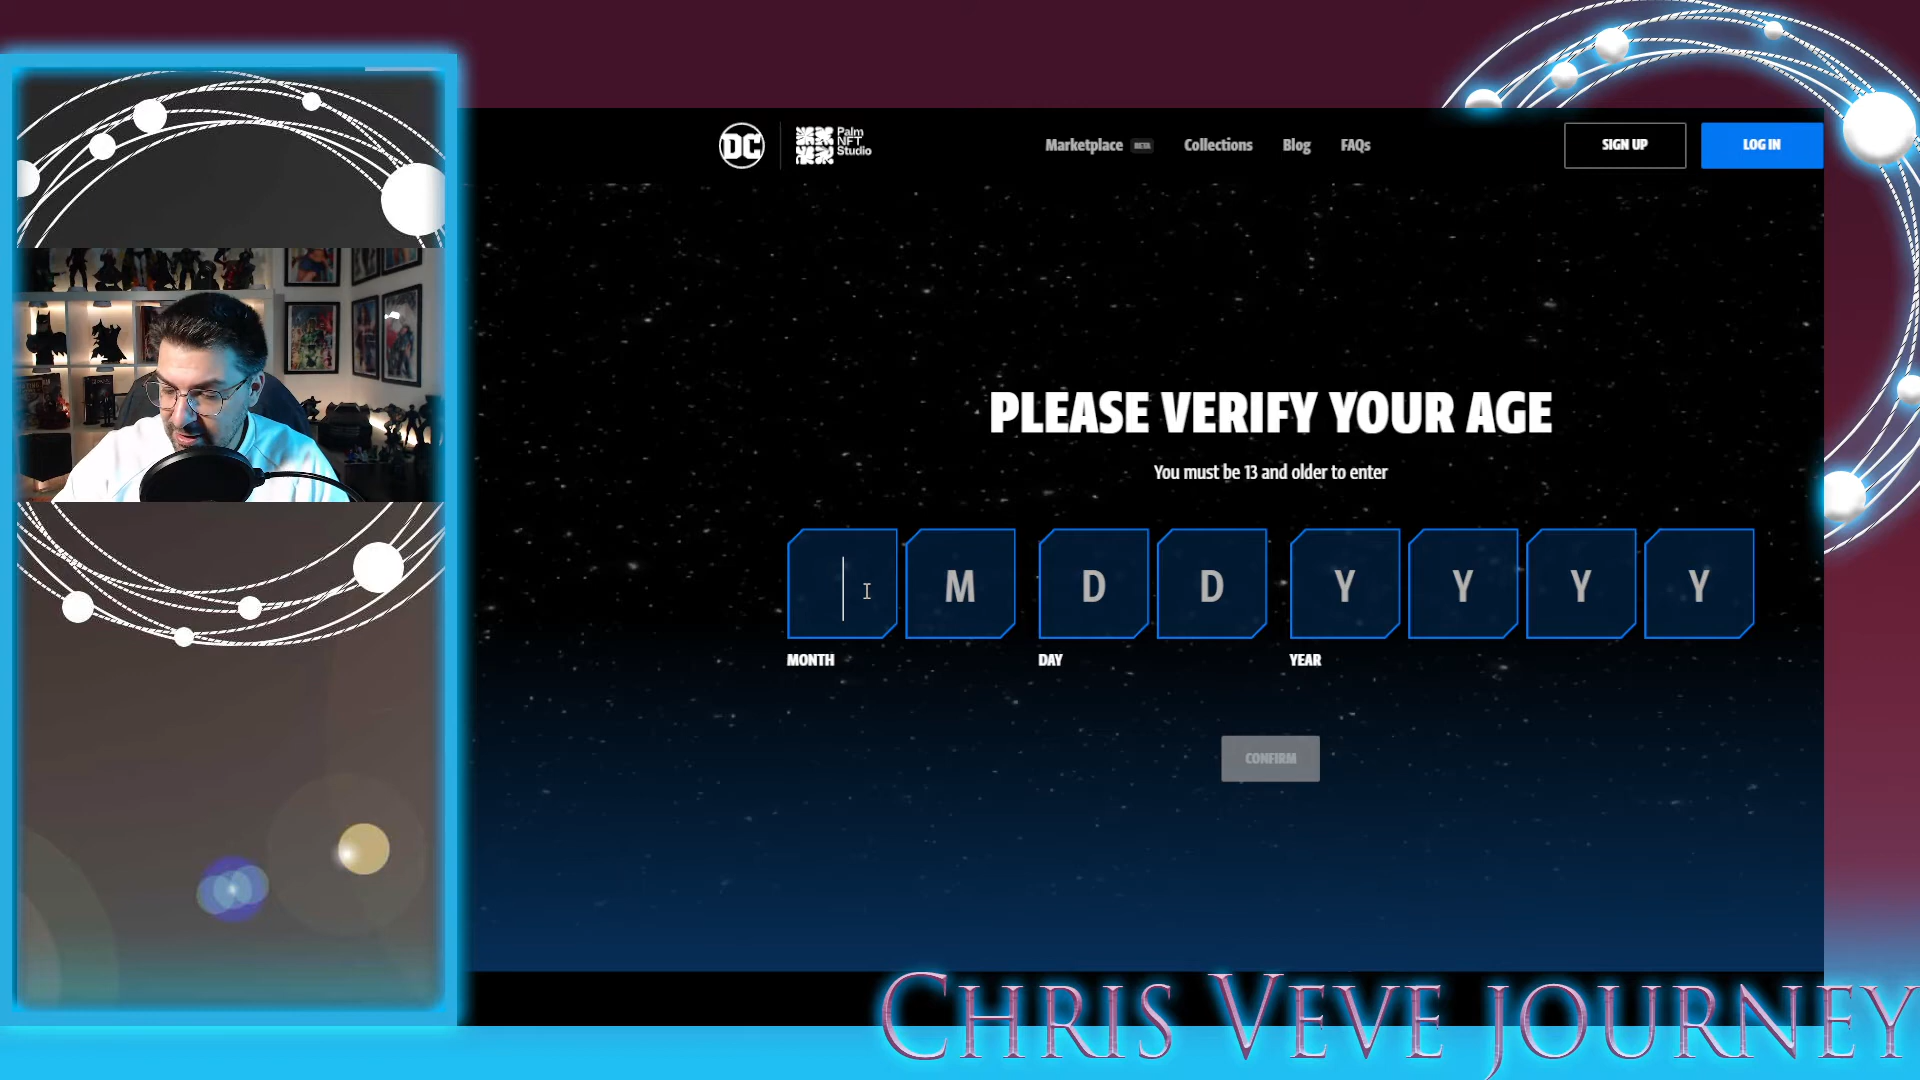 DC
Palm
NFT
Studio
Marketplace BETA
Collections
Blog
FAQs
SIGN UP
LOG IN
PLEASE VERIFY YOUR AGE
You must be 13 and older to enter
M D D Y Y Y Y
MONTH
DAY
YEAR
CONFIRM
CHRIS VEVE JOURNEY